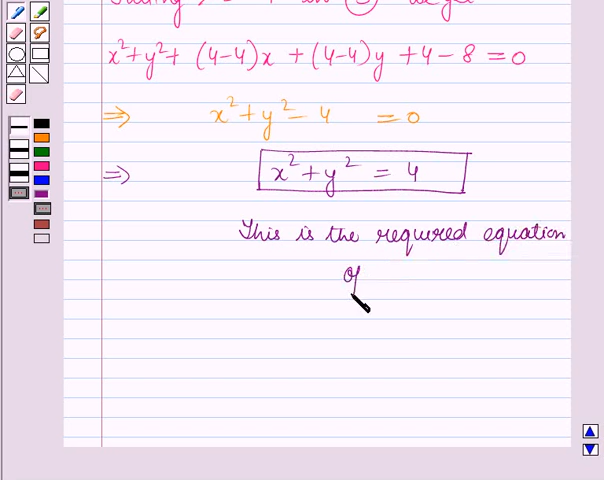 x²+y²+ (4-4)x + (4-4)y +4-8 =0
⇒ x²+y²-4 =0
⇒ x²+y² = 4
This is the required equation
of